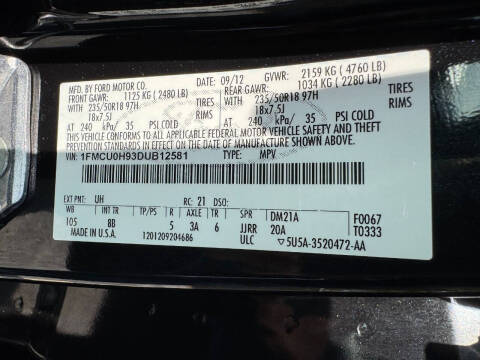 MFD. BY FORD MOTOR CO.
DATE: 09/12 GVWR: 2159 KG ( 4760 LB)
FRONT GAWR: 1125 KG ( 2480 LB) REAR GAWR: 1034 KG ( 2280 LB)
WITH TIRES WITH TIRES
235/50R18 97H RIMS 235/50R18 97H RIMS
18x7.5J 18x7.5J
AT 240 kPa/ 35 PSI COLD AT 240 kPa/ 35 PSI COLD
THIS VEHICLE CONFORMS TO ALL APPLICABLE FEDERAL MOTOR VEHICLE SAFETY AND THEFT
PREVENTION STANDARDS IN EFFECT ON THE DATE OF MANUFACTURE SHOWN ABOVE.
VIN: 1FMCU0H93DUB12581 TYPE: MPV
EXT PNT: UH RC: 21 DSO:
WB INT TR TP/PS R AXLE TR SPR DM21A F0067
105 8B 5 3A 6 JJRR 20A T0333
MADE IN U.S.A. 1201209204686 ULC 5U5A-3520472-AA